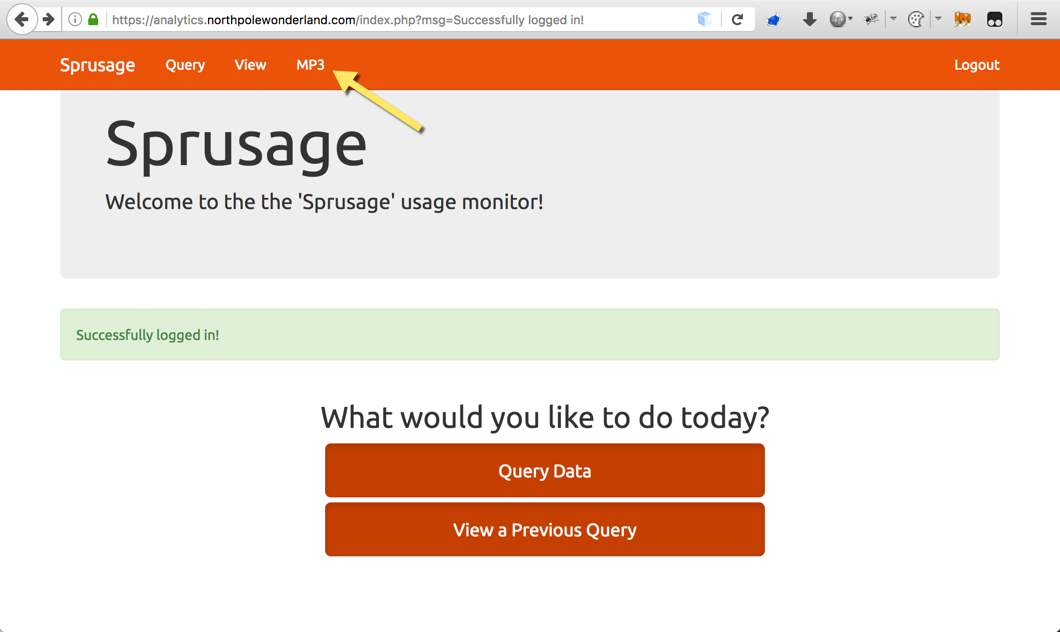 https://analytics.northpolewonderland.com/index.php?msg=Successfully logged in!
Sprusage Query View MP3 Logout
Sprusage
Welcome to the the 'Sprusage' usage monitor!
Successfully logged in!
What would you like to do today?
Query Data
View a Previous Query